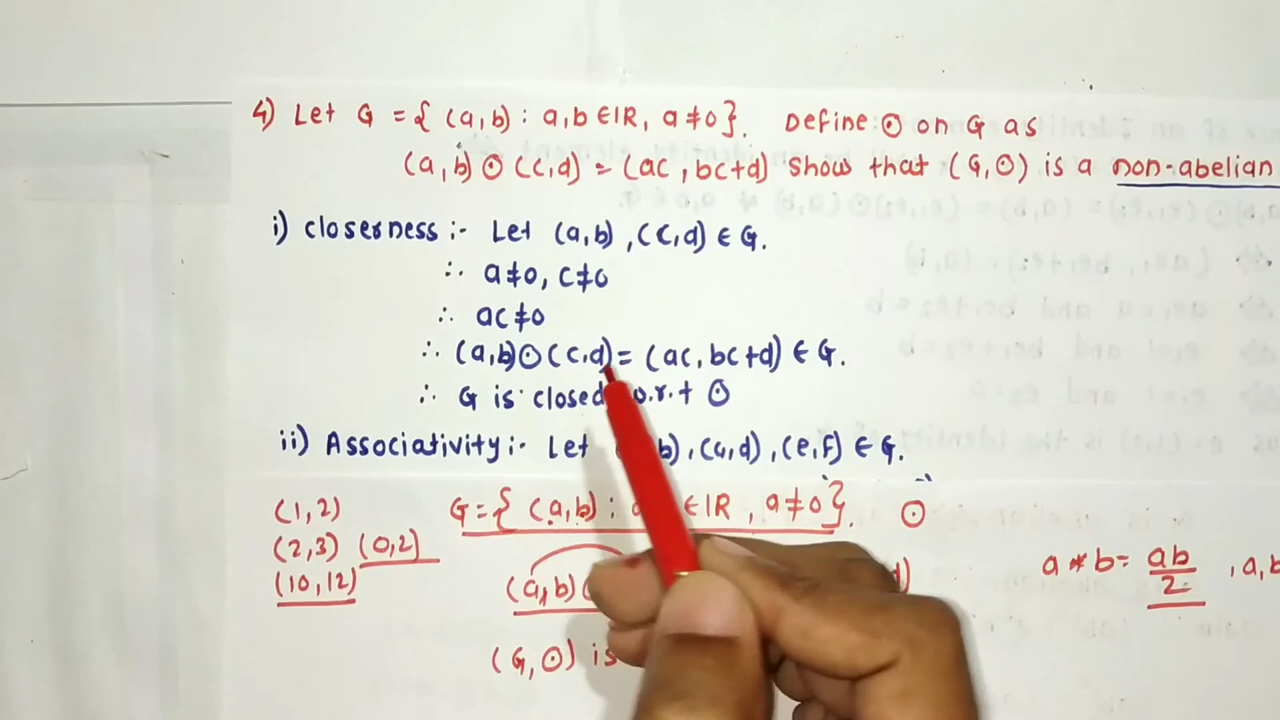 4) Let G = { (a,b) : a,b ∈ IR, a ≠ 0 }. Define ⊙ on G as
(a,b) ⊙ (c,d) = (ac, bc+d) show that (G,⊙) is a non-abelian
i) closerness :- Let (a,b), (c,d) ∈ G.
∴ a ≠ 0, c ≠ 0
∴ ac ≠ 0
∴ (a,b) ⊙ (c,d) = (ac, bc+d) ∈ G.
∴ G is closed w.r.t ⊙
ii) Associativity :- Let b), (c,d), (e,f) ∈ G.
(1,2) G = { (a,b) : a ∈ IR, a ≠ 0 }. ⊙
(2,3) (0,2)
(10,12) (a,b) d) a * b = ab/2 , a,b
(G,⊙) is